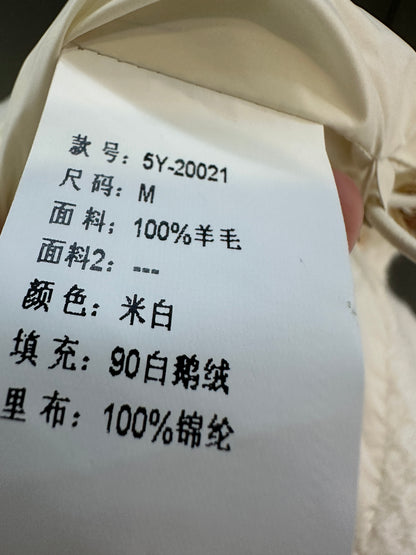 款 号：5Y-20021
尺 码：M
面 料：100%羊毛
面料2：---
颜 色：米白
填 充：90白鹅绒
里 布：100%锦纶